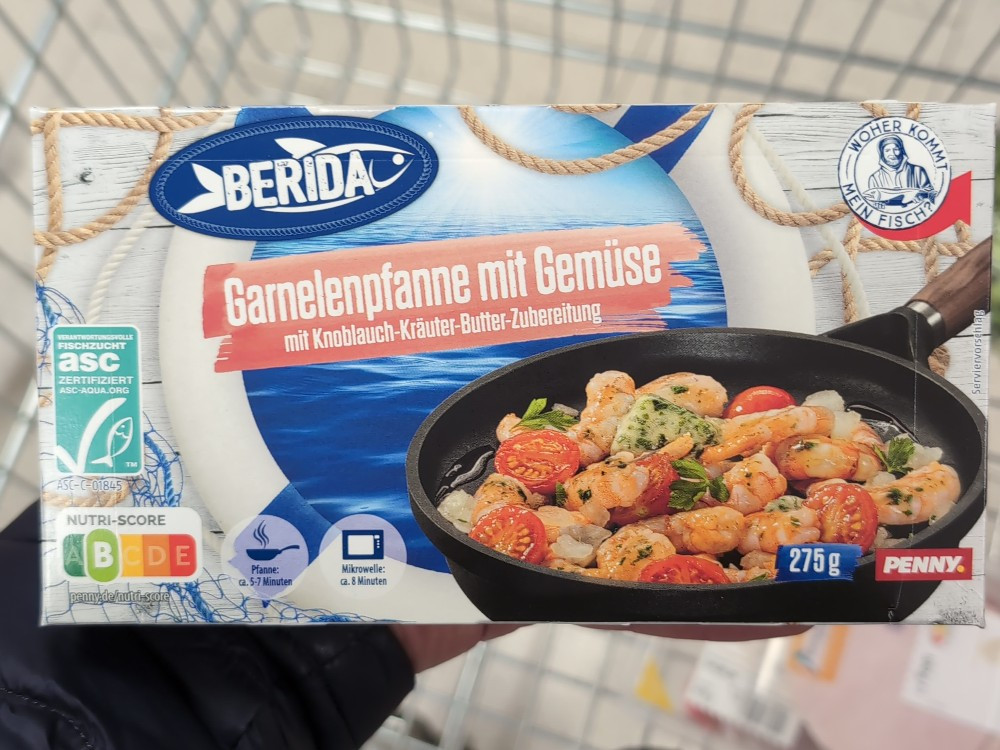 BERIDA
WOHER KOMMT
MEIN FISCH?
Garnelenpfanne mit Gemüse
mit Knoblauch-Kräuter-Butter-Zubereitung
Serviervorschlag
VERANTWORTUNGSVOLLE
FISCHZUCHT
asc
ZERTIFIZIERT
ASC-AQUA.ORG
TM
ASC-C-01845
NUTRI-SCORE
A B C D E
penny.de/nutri-score
Pfanne:
ca. 5-7 Minuten
Mikrowelle:
ca. 8 Minuten
275 g
PENNY.